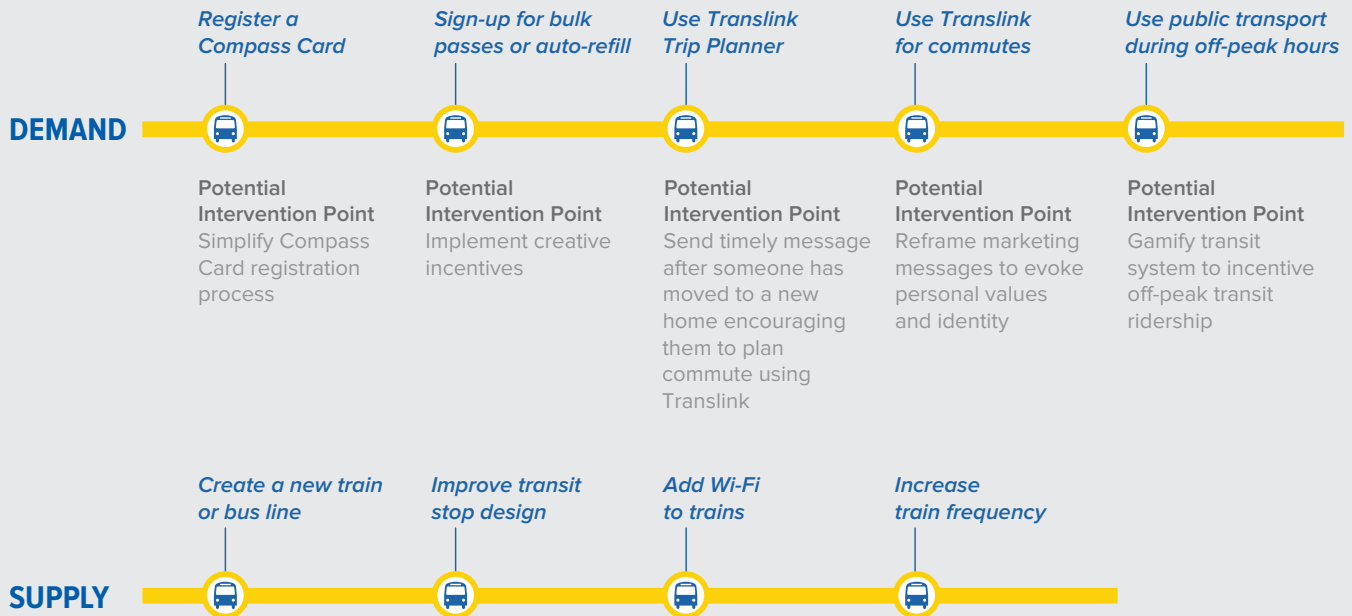 Register a
Compass Card
Sign-up for bulk
passes or auto-refill
Use Translink
Trip Planner
Use Translink
for commutes
Use public transport
during off-peak hours
DEMAND
Potential
Intervention Point
Simplify Compass
Card registration
process
Potential
Intervention Point
Implement creative
incentives
Potential
Intervention Point
Send timely message
after someone has
moved to a new
home encouraging
them to plan
commute using
Translink
Potential
Intervention Point
Reframe marketing
messages to evoke
personal values
and identity
Potential
Intervention Point
Gamify transit
system to incentive
off-peak transit
ridership
Create a new train
or bus line
Improve transit
stop design
Add Wi-Fi
to trains
Increase
train frequency
SUPPLY